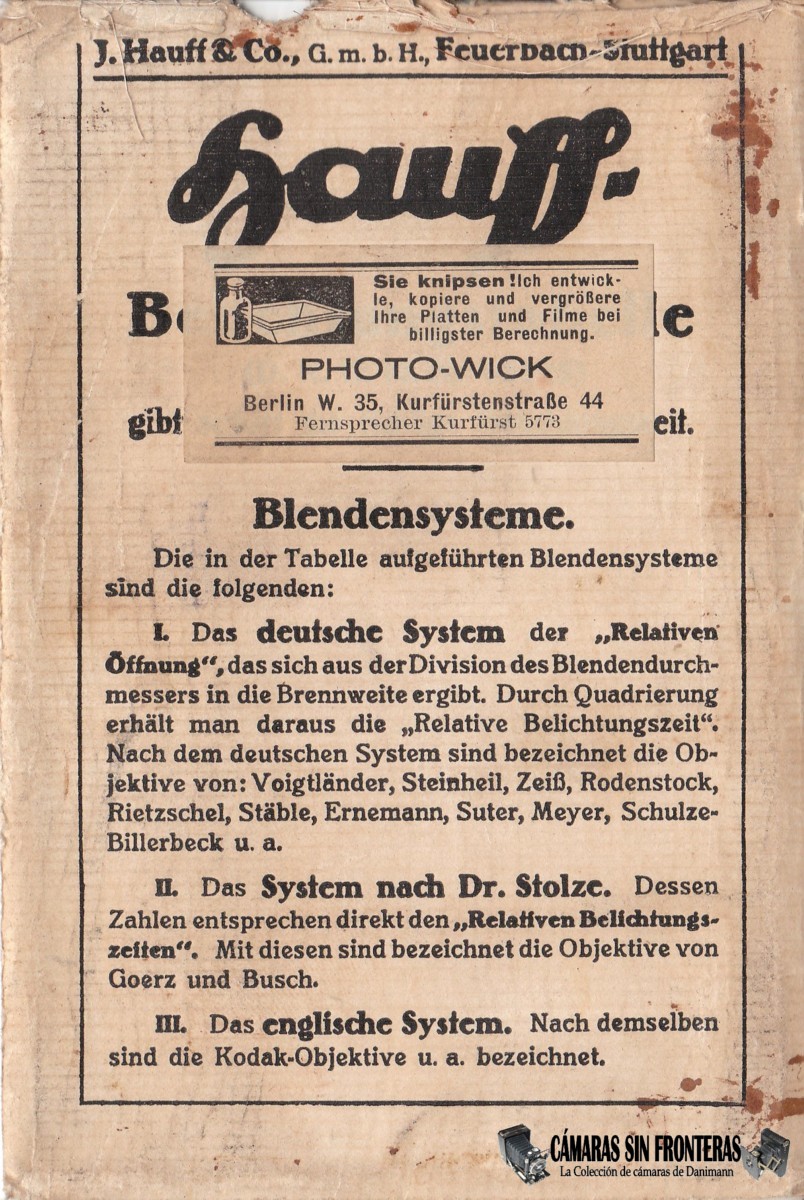 J. Hauff & Co., G. m. b. H., Feuerbach-Stuttgart
Hauff-
Sie knipsen! Ich entwick-
le, kopiere und vergrößere
Ihre Platten und Filme bei
billigster Berechnung.
PHOTO-WICK
Berlin W. 35, Kurfürstenstraße 44
Fernsprecher Kurfürst 5773
Blendensysteme.
Die in der Tabelle aufgeführten Blendensysteme
sind die folgenden:
I. Das deutsche System der „Relativen
Öffnung“, das sich aus der Division des Blendendurch-
messers in die Brennweite ergibt. Durch Quadrierung
erhält man daraus die „Relative Belichtungszeit“.
Nach dem deutschen System sind bezeichnet die Ob-
jektive von: Voigtländer, Steinheil, Zeiß, Rodenstock,
Rietzschel, Stäble, Ernemann, Suter, Meyer, Schulze-
Billerbeck u. a.
II. Das System nach Dr. Stolze. Dessen
Zahlen entsprechen direkt den „Relativen Belichtungs-
zeiten“. Mit diesen sind bezeichnet die Objektive von
Goerz und Busch.
III. Das englische System. Nach demselben
sind die Kodak-Objektive u. a. bezeichnet.
CÁMARAS SIN FRONTERAS
La Colección de cámaras de Danimann